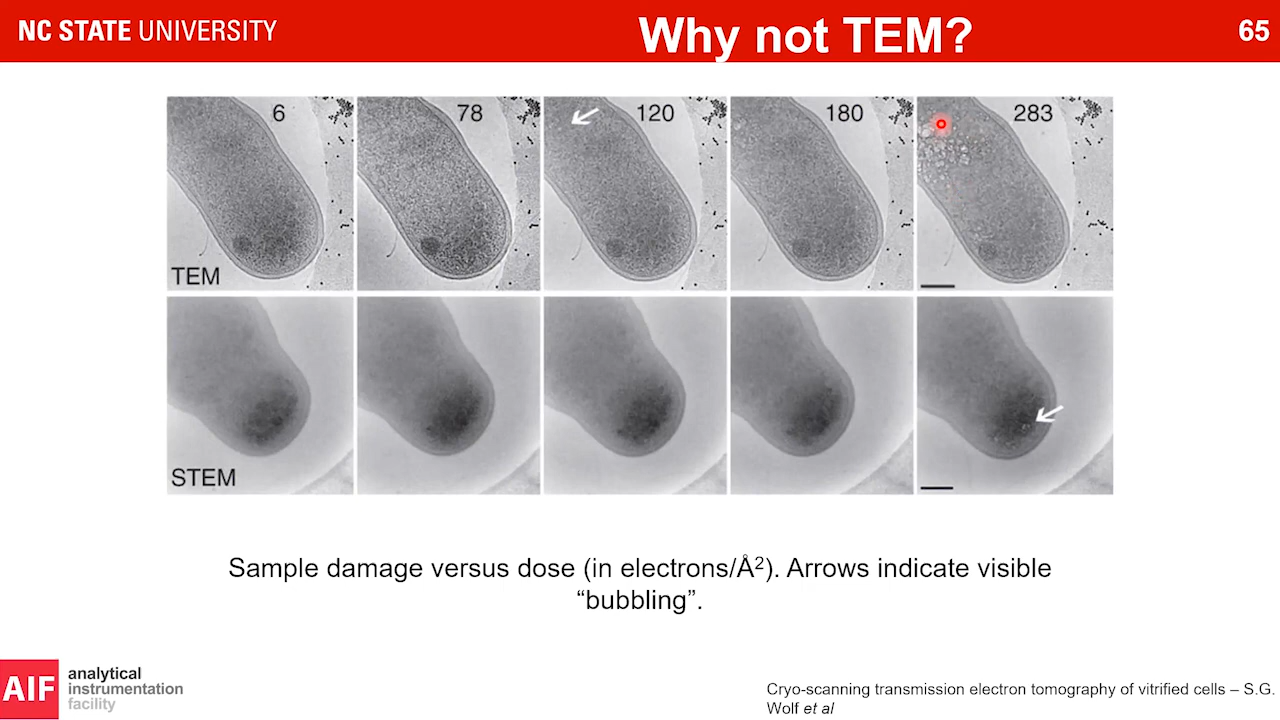 NC STATE UNIVERSITY
Why not TEM?
65
6
78
120
180
283
TEM
STEM
Sample damage versus dose (in electrons/Å²). Arrows indicate visible
“bubbling”.
AIF
analytical
instrumentation
facility
Cryo-scanning transmission electron tomography of vitrified cells – S.G.
Wolf et al